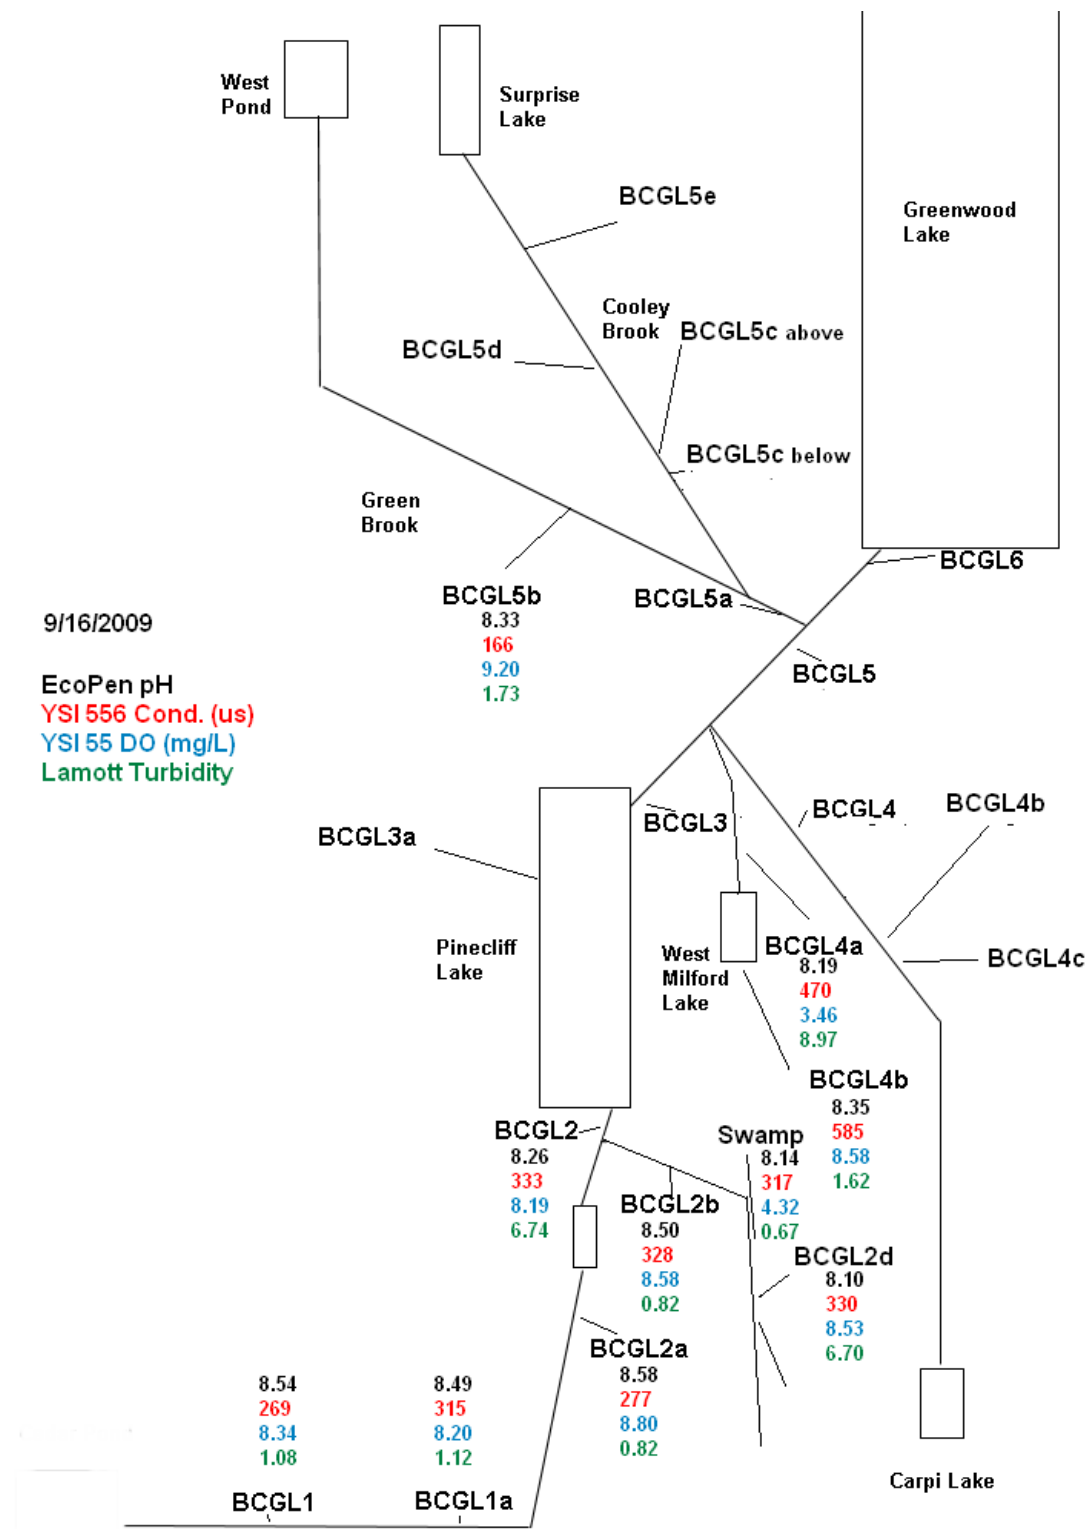 West
Pond
Surprise
Lake
BCGL5e
Greenwood
Lake
Cooley
Brook
BCGL5c above
BCGL5d
BCGL5c below
Green
Brook
BCGL6
BCGL5b
8.33
166
9.20
1.73
BCGL5a
9/16/2009
BCGL5
EcoPen pH
YSI 556 Cond. (us)
YSI 55 DO (mg/L)
Lamott Turbidity
BCGL4b
BCGL4
BCGL3
BCGL3a
Pinecliff
Lake
West
Milford
Lake
BCGL4a
8.19
470
3.46
8.97
BCGL4c
BCGL4b
8.35
585
8.58
1.62
BCGL2
8.26
333
8.19
6.74
Swamp
8.14
317
4.32
0.67
BCGL2b
8.50
328
8.58
0.82
BCGL2d
8.10
330
8.53
6.70
BCGL2a
8.58
277
8.80
0.82
8.54
269
8.34
1.08
BCGL1
8.49
315
8.20
1.12
BCGL1a
Carpi Lake